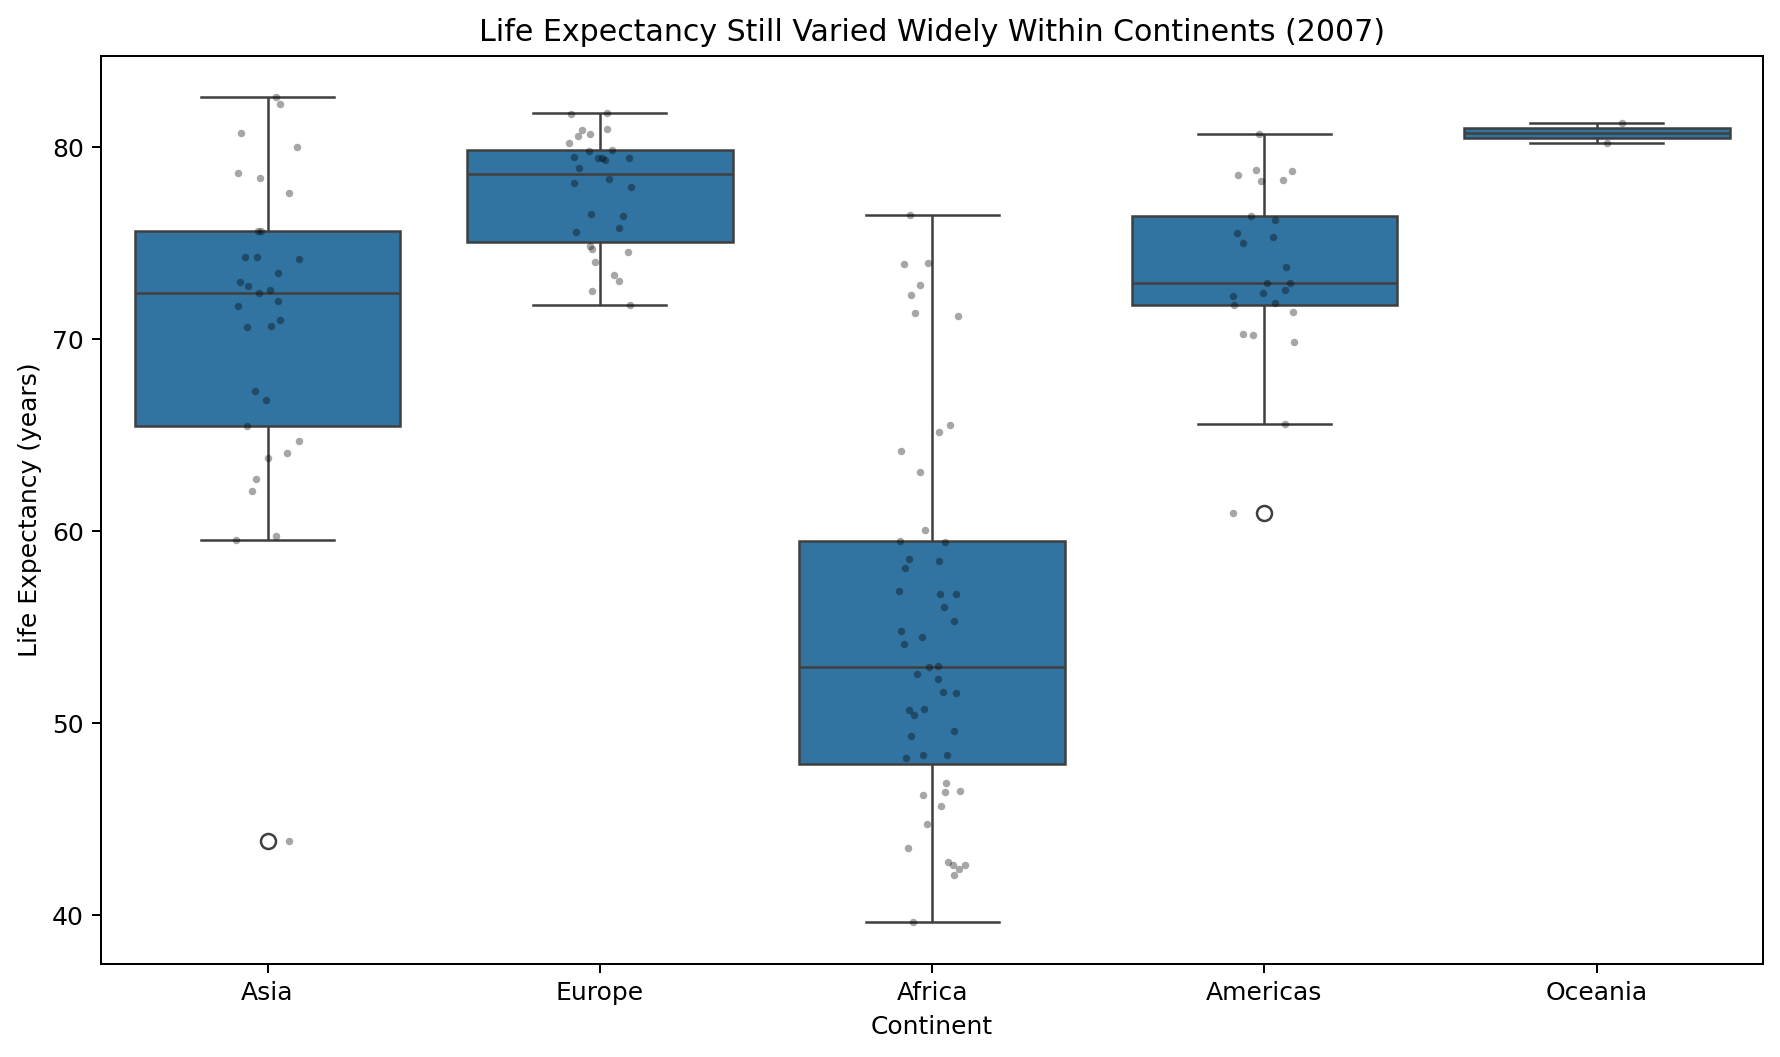 Life Expectancy Still Varied Widely Within Continents (2007)
Life Expectancy (years)
80
70
60
50
40
Asia
Europe
Africa
Americas
Oceania
Continent